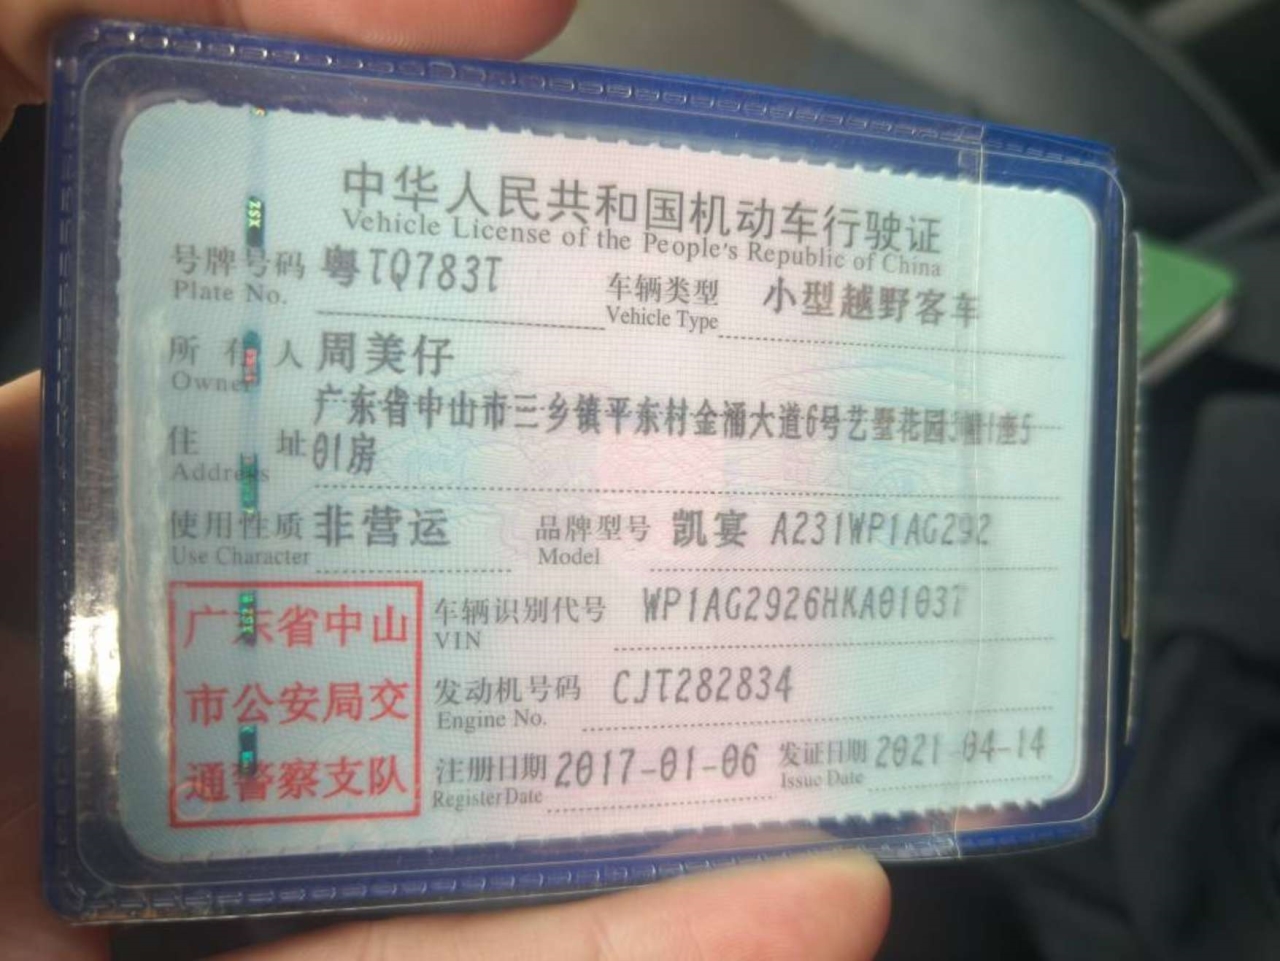 中华人民共和国机动车行驶证
Vehicle License of the People's Republic of China
号牌号码 粤TQ783T 车辆类型 小型越野客车
Plate No. Vehicle Type
所有人 周美仔
Owner
广东省中山市三乡镇平东村金涌大道6号艺墅花园3幢1座5
住址 01房
Address
使用性质 非营运 品牌型号 凯宴 A231WP1AG292
Use Character Model
广东省中山 车辆识别代号 WP1AG2926HKA01037
VIN
市公安局交 发动机号码 CJT282834
Engine No.
通警察支队 注册日期 2017-01-06 发证日期 2021-04-14
Register Date Issue Date